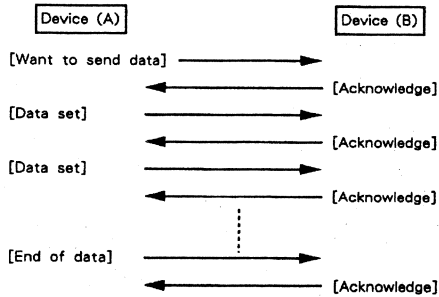 Device (A)
Device (B)
[Want to send data]
[Acknowledge]
[Data set]
[Acknowledge]
[Data set]
[Acknowledge]
[End of data]
[Acknowledge]